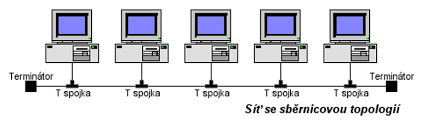 Terminátor Terminátor
T spojka T spojka T spojka T spojka T spojka
Síť se sběrnicovou topologií